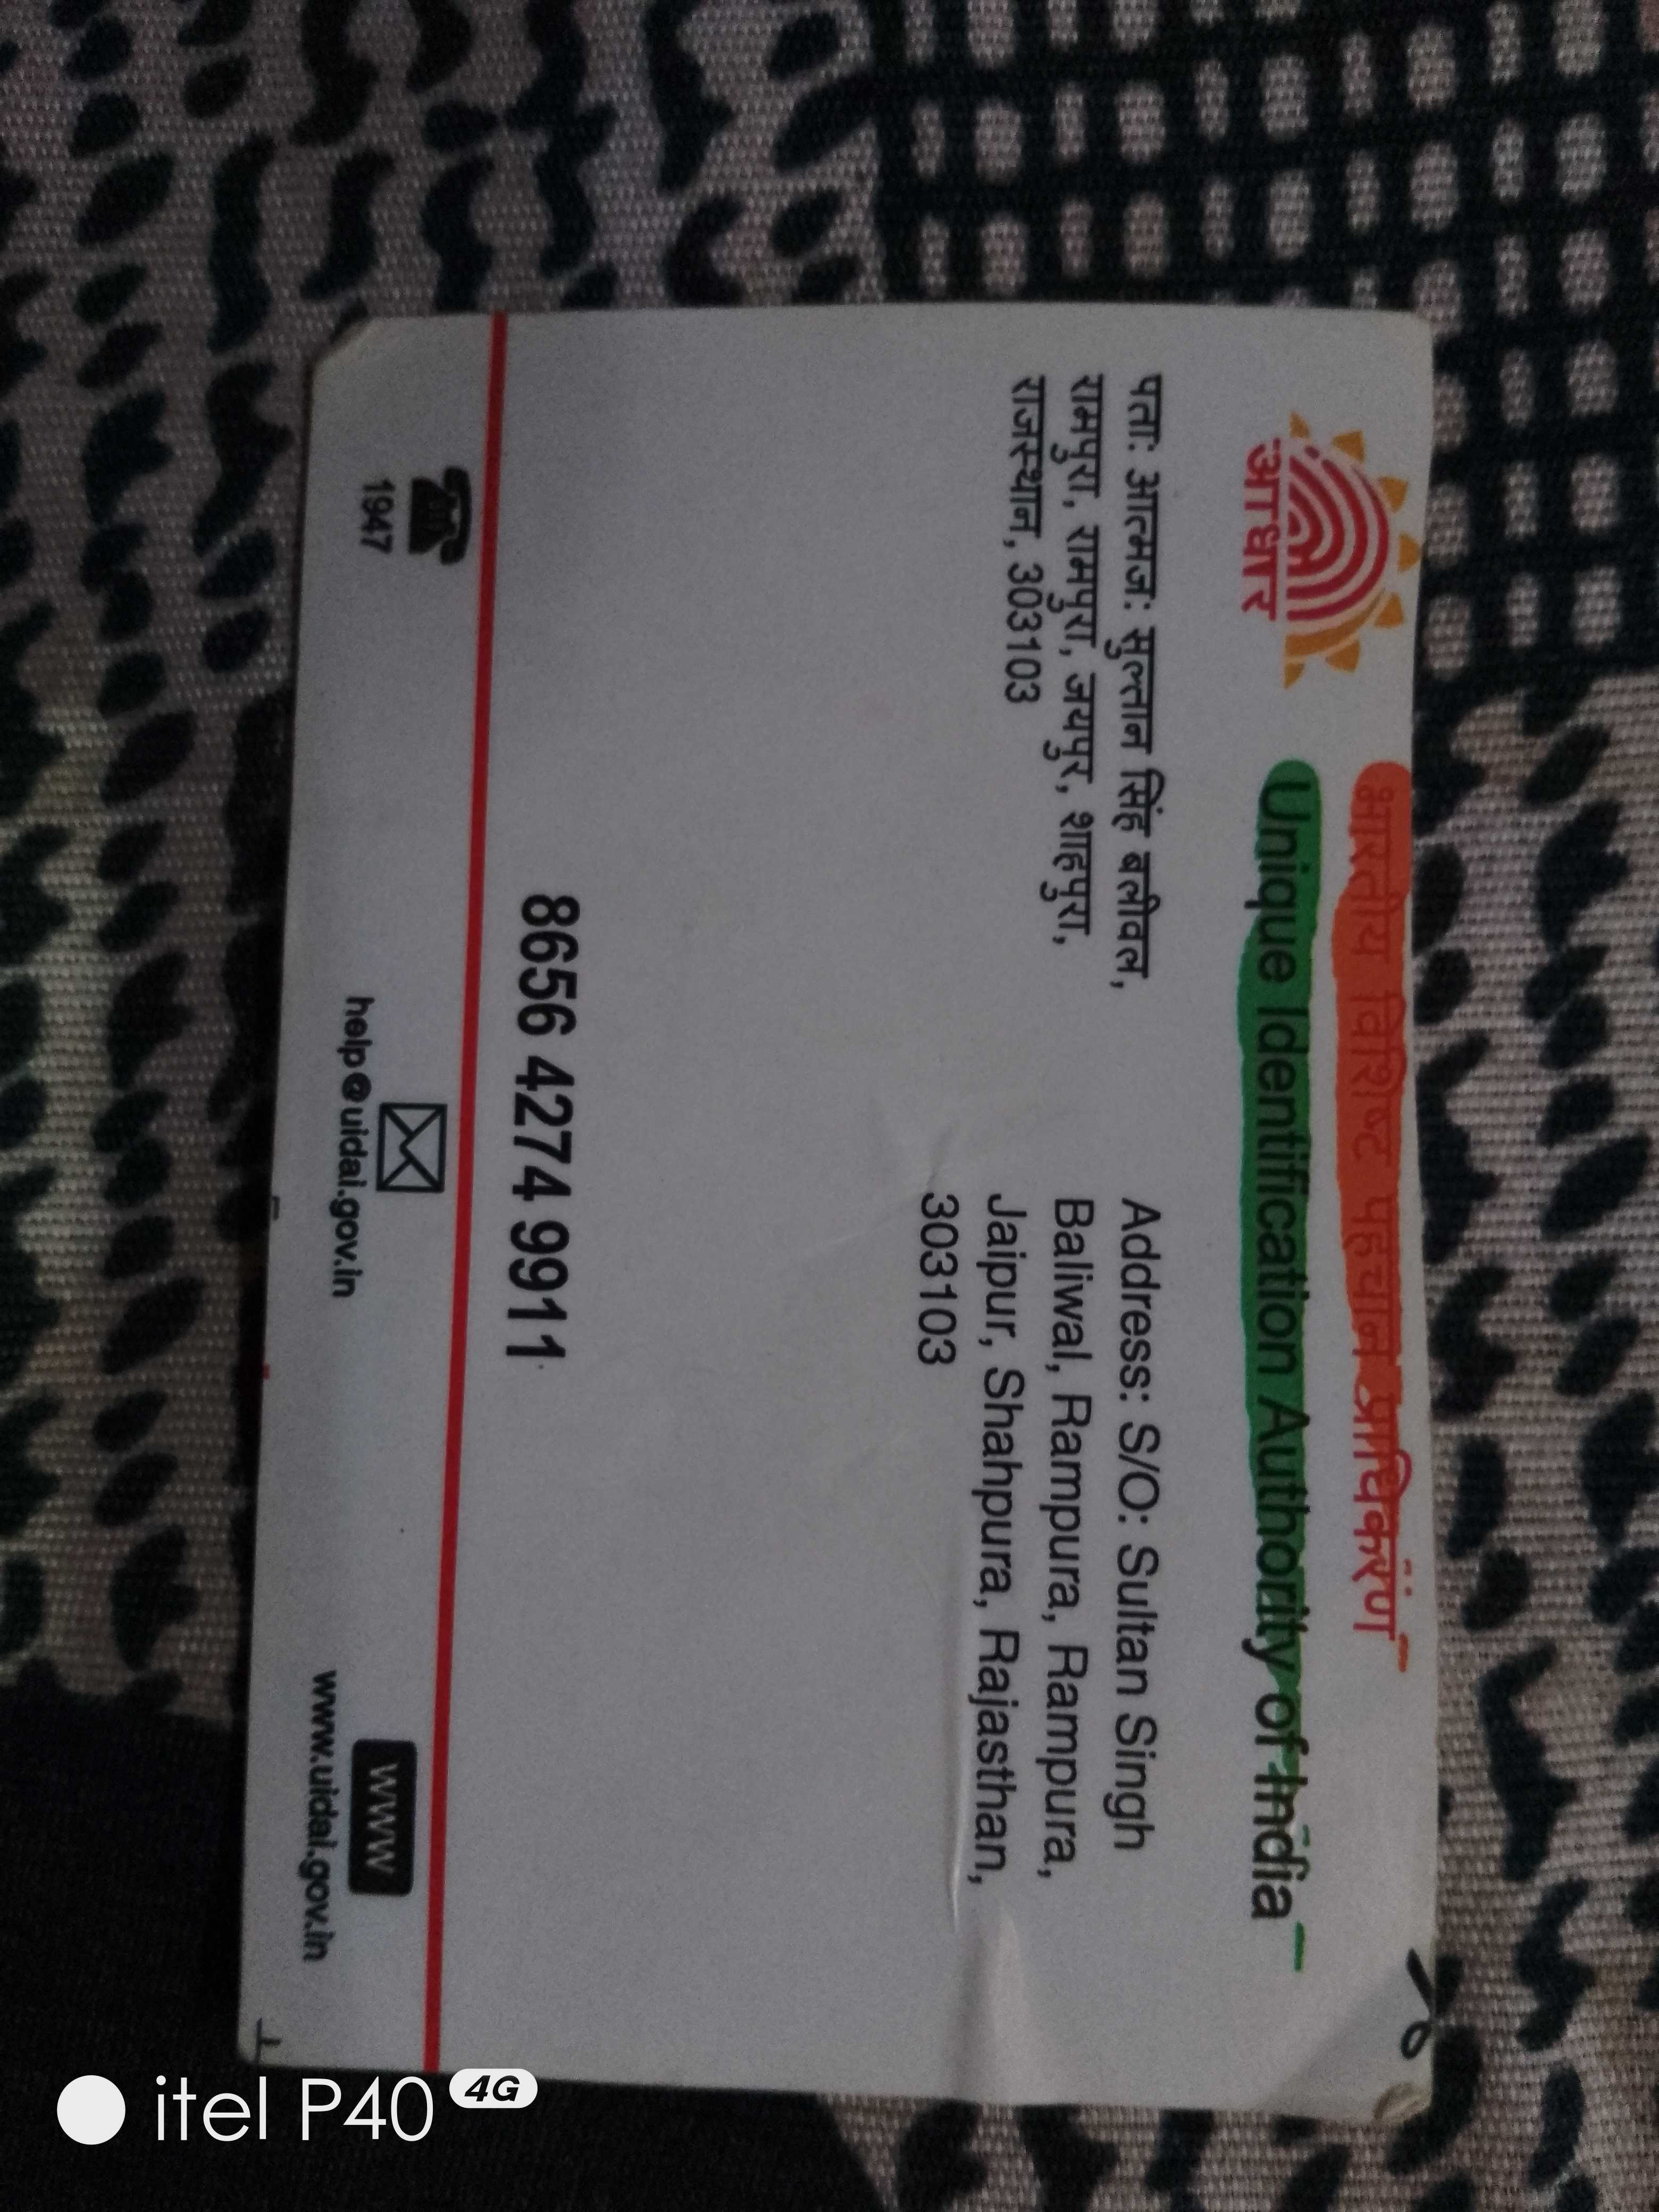 भारतीय विशिष्ट पहचान प्राधिकरण
Unique Identification Authority of India
आधार
पताः आत्मजः सुल्तान सिंह बलीवल,
रामपुरा, रामपुरा, जयपुर, शाहपुरा,
राजस्थान, 303103
Address: S/O: Sultan Singh
Baliwal, Rampura, Rampura,
Jaipur, Shahpura, Rajasthan,
303103
8656 4274 9911
1947
help@uidai.gov.in
www
www.uidai.gov.in
itel P40 4G